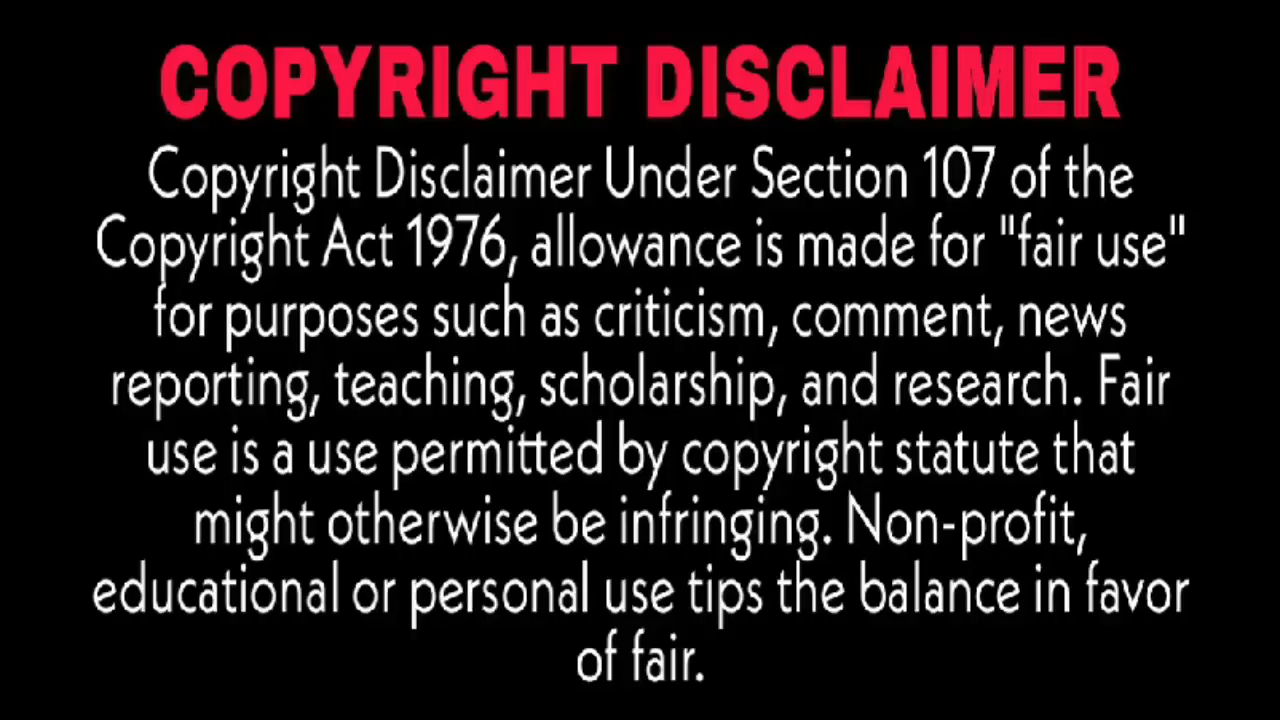 COPYRIGHT DISCLAIMER
Copyright Disclaimer Under Section 107 of the
Copyright Act 1976, allowance is made for "fair use"
for purposes such as criticism, comment, news
reporting, teaching, scholarship, and research. Fair
use is a use permitted by copyright statute that
might otherwise be infringing. Non-profit,
educational or personal use tips the balance in favor
of fair.